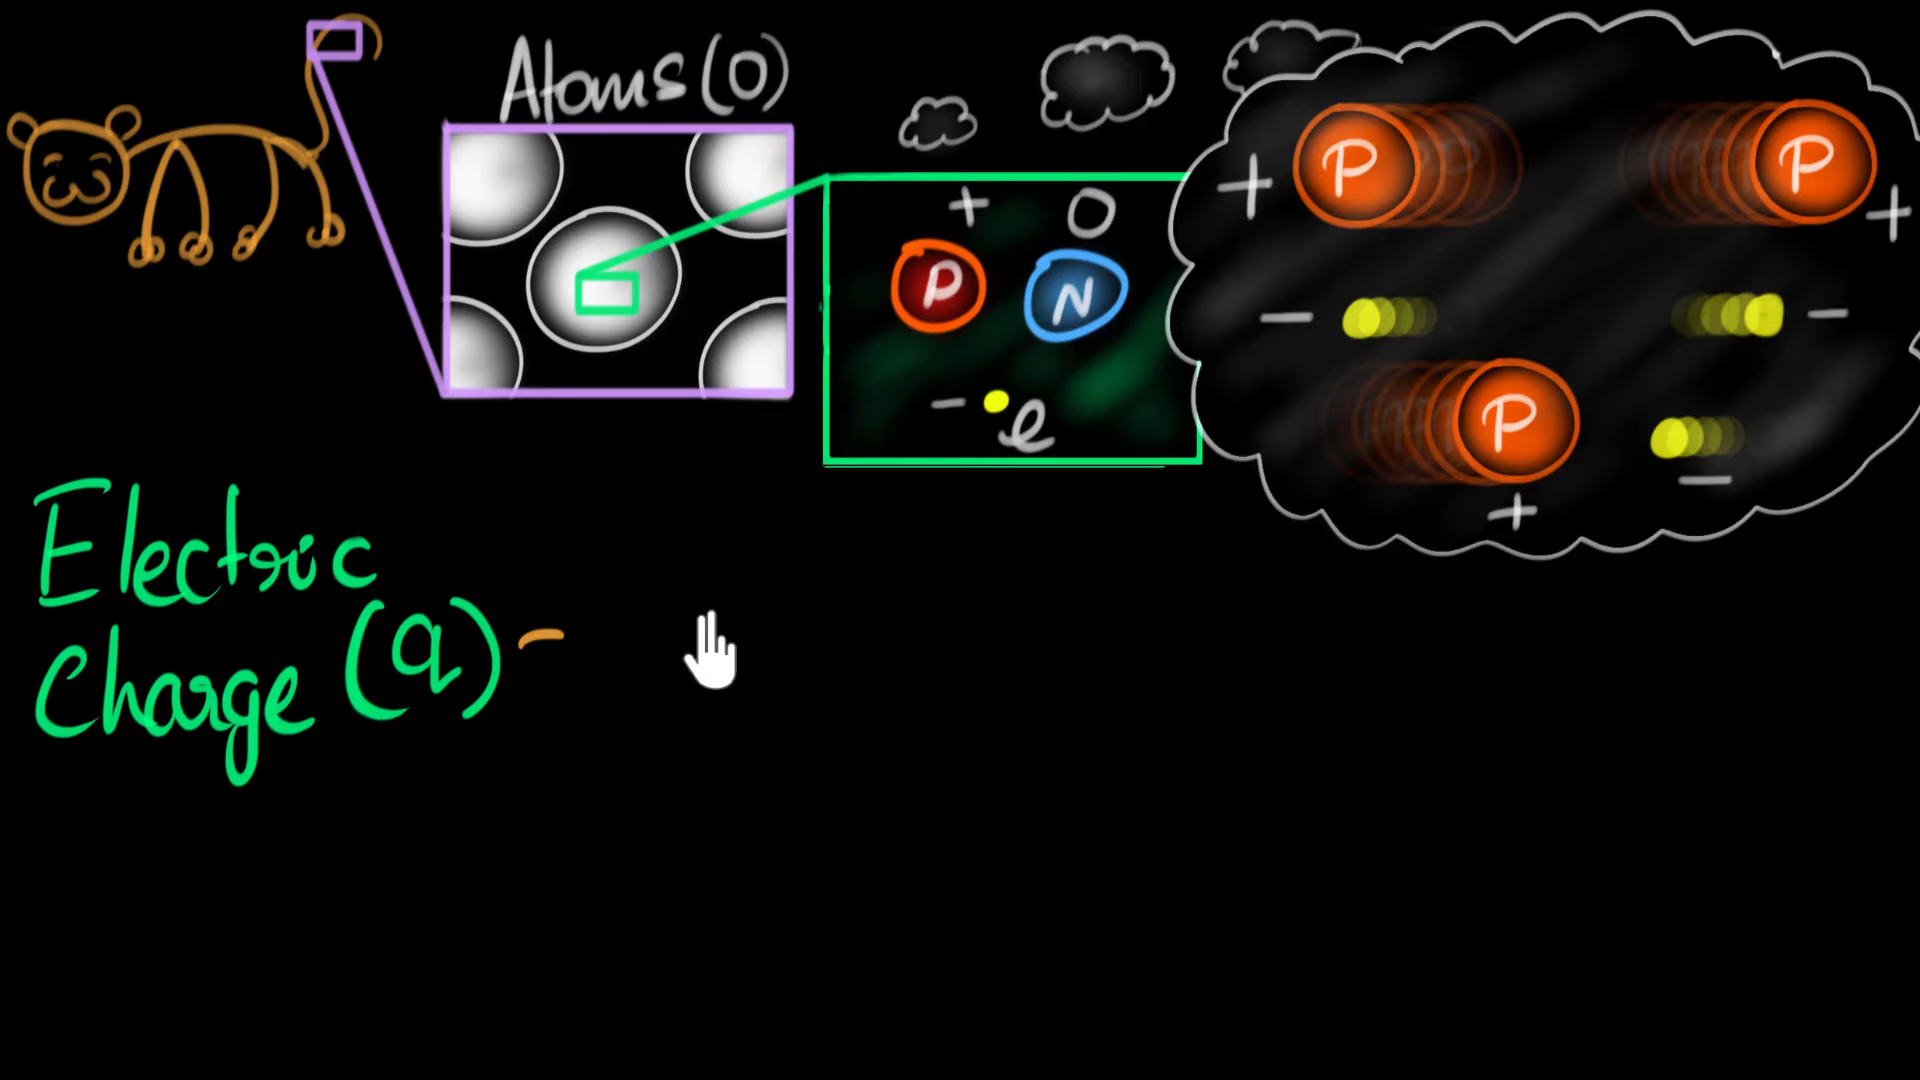 Atoms (0)
+ 0
P N
- e
+ P P +
- -
P
+ -
Electric
Charge (q) -